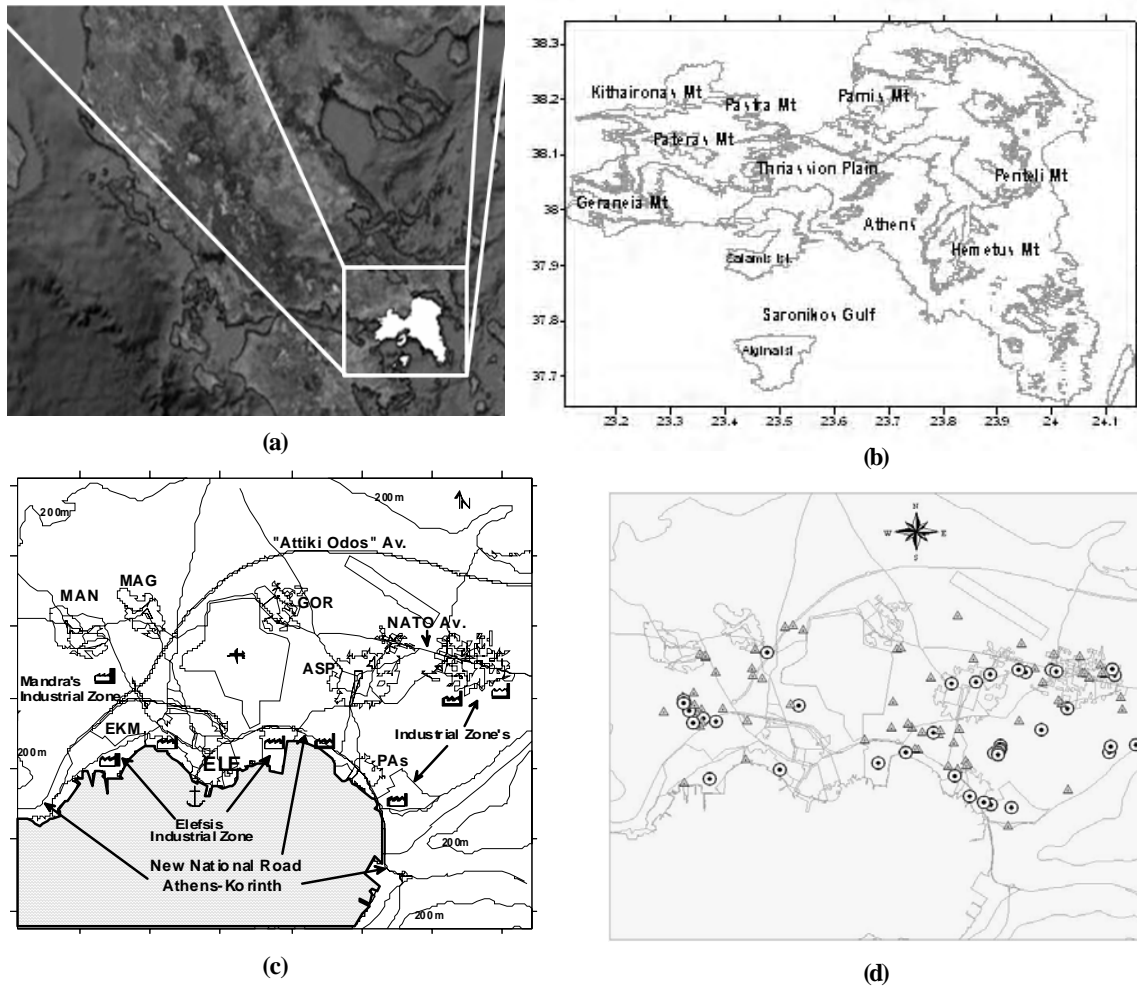 (a)
38.3
38.2
38.1
38
37.9
37.8
37.7
Kithaironas Mt
Pastra Mt
Parnis Mt
Pateras Mt
Thriassion Plain
Penteli Mt
Geraneia Mt
Athens
Hemetus Mt
Salamis isl.
Saronikos Gulf
Aigina isl
23.2 23.3 23.4 23.5 23.6 23.7 23.8 23.9 24 24.1
(b)
200m
200m
N
"Attiki Odos" Av.
MAN
MAG
GOR
NATO Av.
ASP
Mandra's
Industrial Zone
EKM
ELE
Industrial Zone's
200m
PAs
Elefsis
Industrial Zone
New National Road
Athens-Korinth
200m
200m
(c)
N
W
E
S
(d)